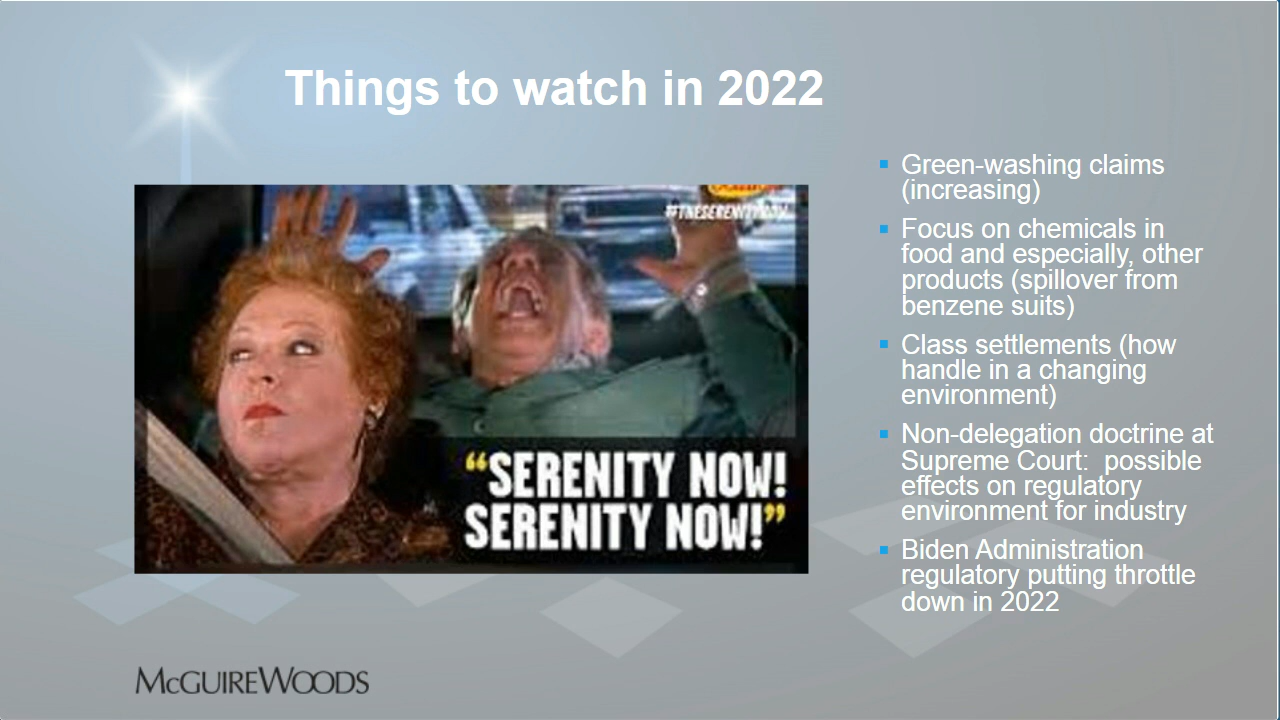 Things to watch in 2022
Green-washing claims
(increasing)
Focus on chemicals in
food and especially, other
products (spillover from
benzene suits)
Class settlements (how
handle in a changing
environment)
Non-delegation doctrine at
Supreme Court:  possible
effects on regulatory
environment for industry
Biden Administration
regulatory putting throttle
down in 2022
“SERENITY NOW!
SERENITY NOW!”
McGUIREWOODS